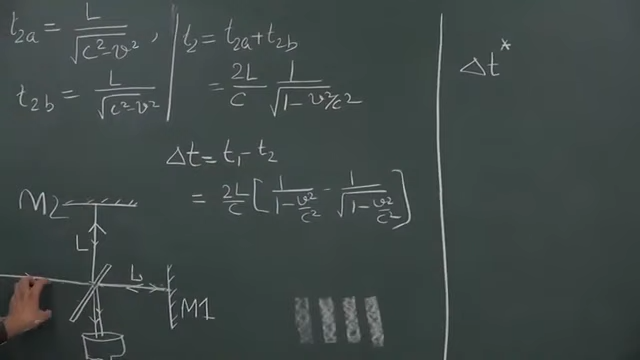 t₂ₐ = L/√(c²-v²),
t₂b = L/√(c²-v²)
t₂ = t₂ₐ + t₂b
= 2L/c 1/√(1-v²/c²)
Δt = t₁ - t₂
= 2L/c [1/(1-v²/c²) - 1/√(1-v²/c²)]
Δt*
M2
L
L
M1